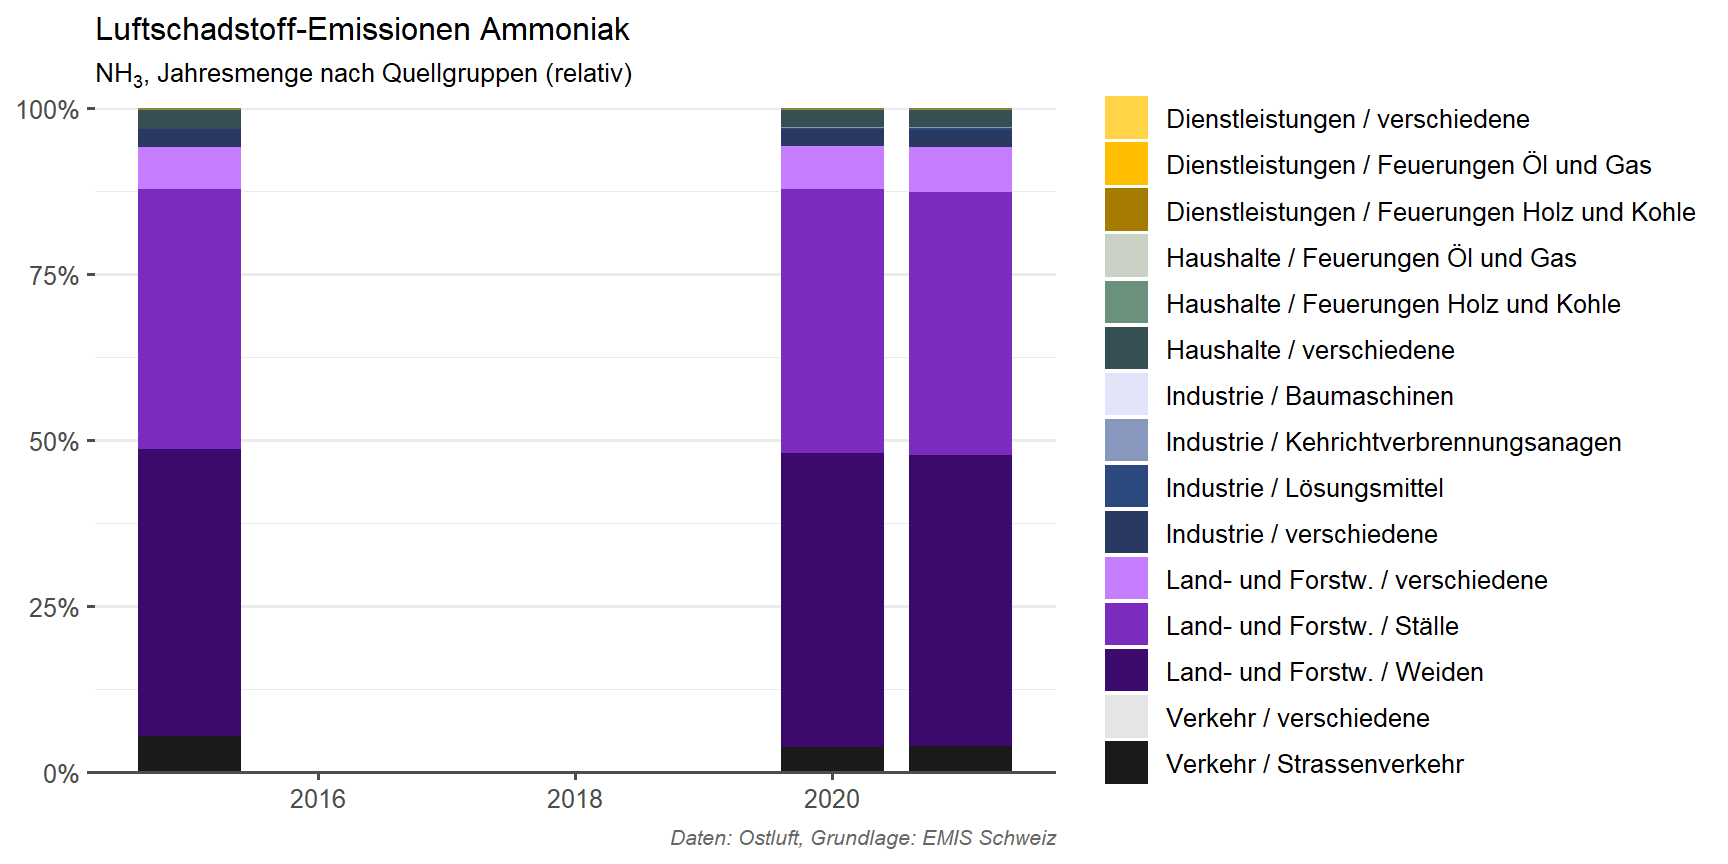 Luftschadstoff-Emissionen Ammoniak
NH₃, Jahresmenge nach Quellgruppen (relativ)
100%
75%
50%
25%
0%
2016
2018
2020
Dienstleistungen / verschiedene
Dienstleistungen / Feuerungen Öl und Gas
Dienstleistungen / Feuerungen Holz und Kohle
Haushalte / Feuerungen Öl und Gas
Haushalte / Feuerungen Holz und Kohle
Haushalte / verschiedene
Industrie / Baumaschinen
Industrie / Kehrichtverbrennungsanagen
Industrie / Lösungsmittel
Industrie / verschiedene
Land- und Forstw. / verschiedene
Land- und Forstw. / Ställe
Land- und Forstw. / Weiden
Verkehr / verschiedene
Verkehr / Strassenverkehr
Daten: Ostluft, Grundlage: EMIS Schweiz